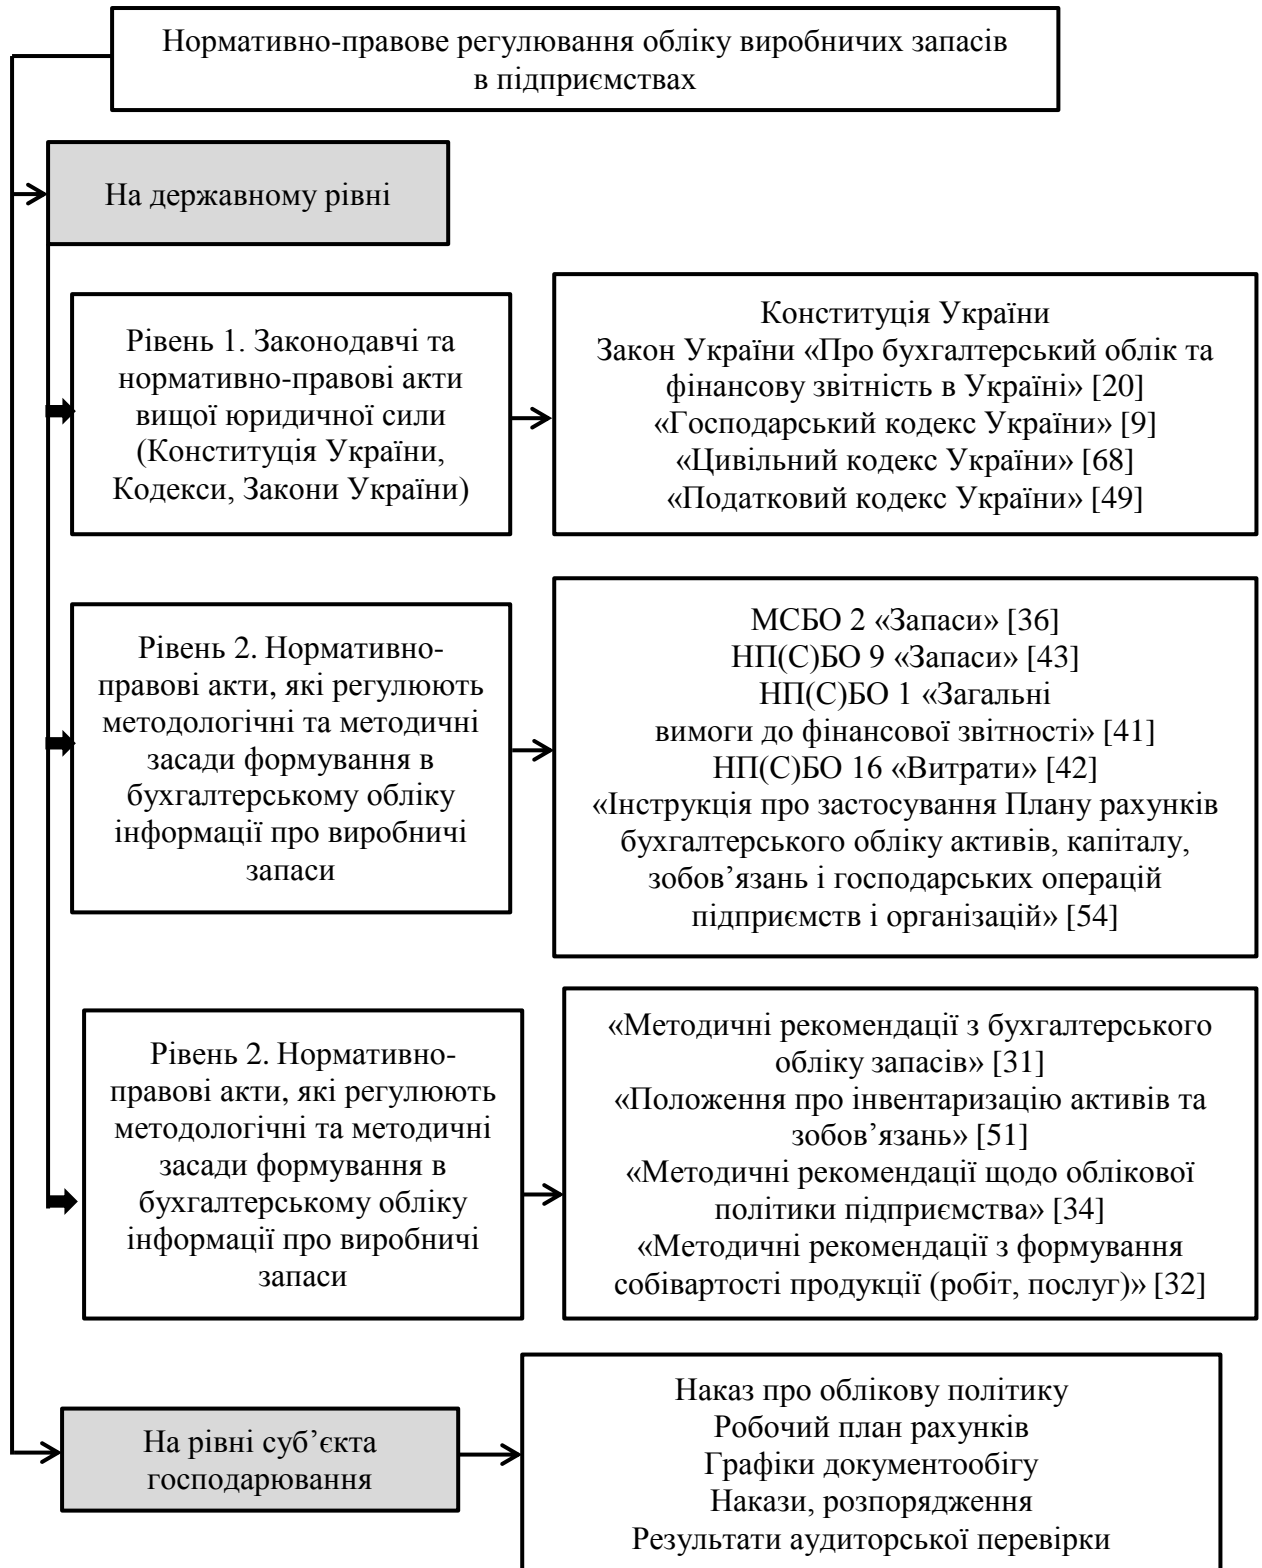 Нормативно-правове регулювання обліку виробничих запасів
в підприємствах
На державному рівні
Рівень 1. Законодавчі та
нормативно-правові акти
вищої юридичної сили
(Конституція України,
Кодекси, Закони України)
Конституція України
Закон України «Про бухгалтерський облік та
фінансову звітність в Україні» [20]
«Господарський кодекс України» [9]
«Цивільний кодекс України» [68]
«Податковий кодекс України» [49]
Рівень 2. Нормативно-
правові акти, які регулюють
методологічні та методичні
засади формування в
бухгалтерському обліку
інформації про виробничі
запаси
МСБО 2 «Запаси» [36]
НП(С)БО 9 «Запаси» [43]
НП(С)БО 1 «Загальні
вимоги до фінансової звітності» [41]
НП(С)БО 16 «Витрати» [42]
«Інструкція про застосування Плану рахунків
бухгалтерського обліку активів, капіталу,
зобов’язань і господарських операцій
підприємств і організацій» [54]
Рівень 2. Нормативно-
правові акти, які регулюють
методологічні та методичні
засади формування в
бухгалтерському обліку
інформації про виробничі
запаси
«Методичні рекомендації з бухгалтерського
обліку запасів» [31]
«Положення про інвентаризацію активів та
зобов’язань» [51]
«Методичні рекомендації щодо облікової
політики підприємства» [34]
«Методичні рекомендації з формування
собівартості продукції (робіт, послуг)» [32]
На рівні суб’єкта
господарювання
Наказ про облікову політику
Робочий план рахунків
Графіки документообігу
Накази, розпорядження
Результати аудиторської перевірки